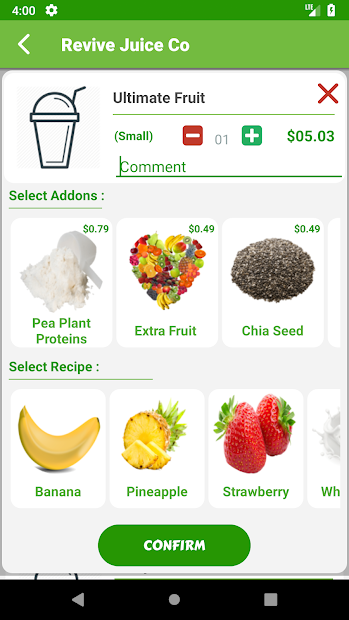 4:00 LTE
Revive Juice Co
Ultimate Fruit
(Small) 01 $05.03
Comment
Select Addons :
$0.79 $0.49 $0.49
Pea Plant Proteins
Extra Fruit
Chia Seed
Select Recipe :
Banana Pineapple Strawberry Wh
CONFIRM